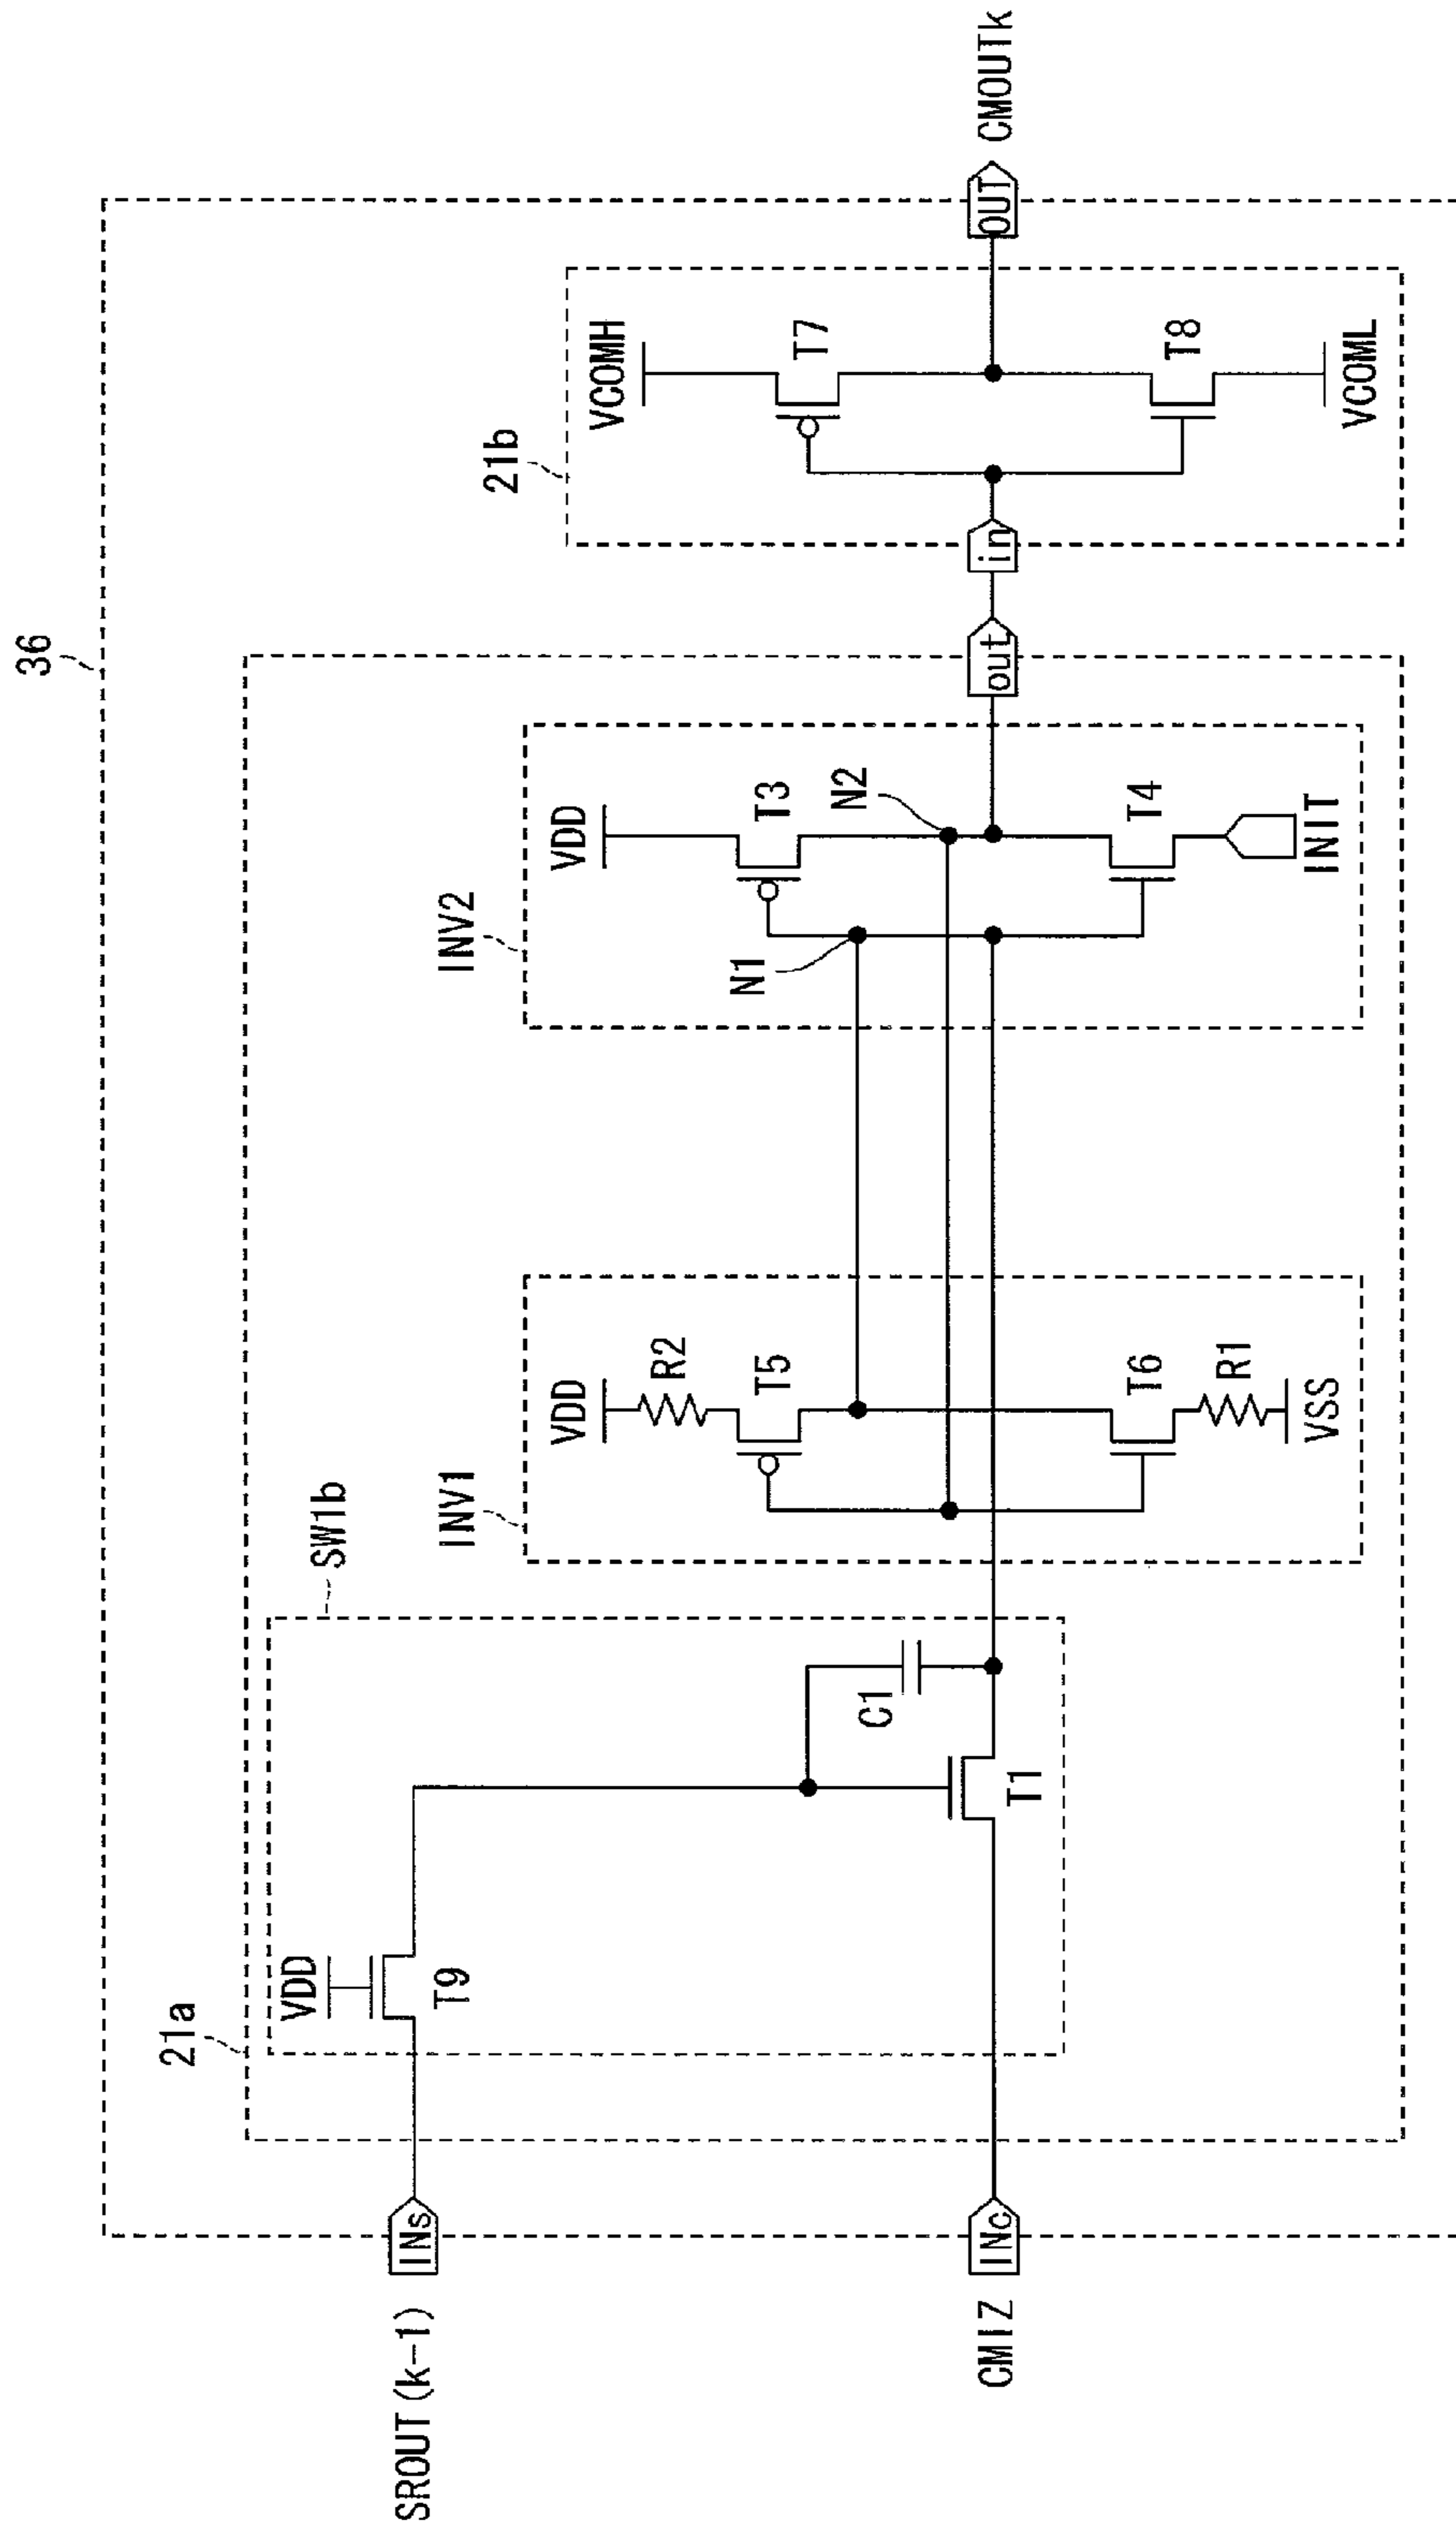 36
21a
SW1b
INV1
INV2
21b
SROUT(k-1)
INs
VDD
T9
CMIZ
INc
T1
C1
VDD
R2
T5
T6
R1
VSS
VDD
T3
N1
N2
T4
INIT
out
in
VCOMH
T7
T8
VCOML
OUT
CMOUTk